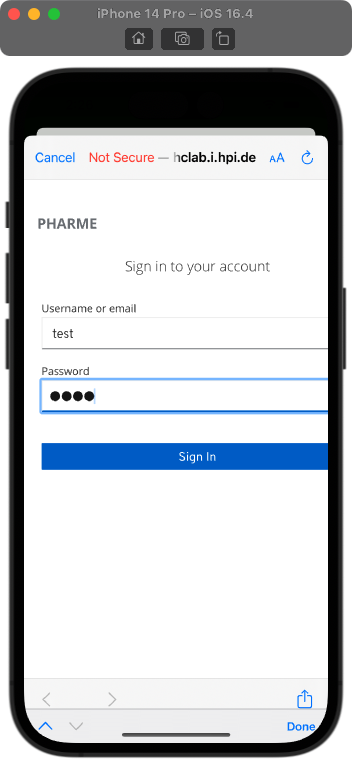 iPhone 14 Pro – iOS 16.4
Cancel Not Secure — hclab.i.hpi.de AA
PHARME
Sign in to your account
Username or email
test
Password
●●●●
Sign In
Done